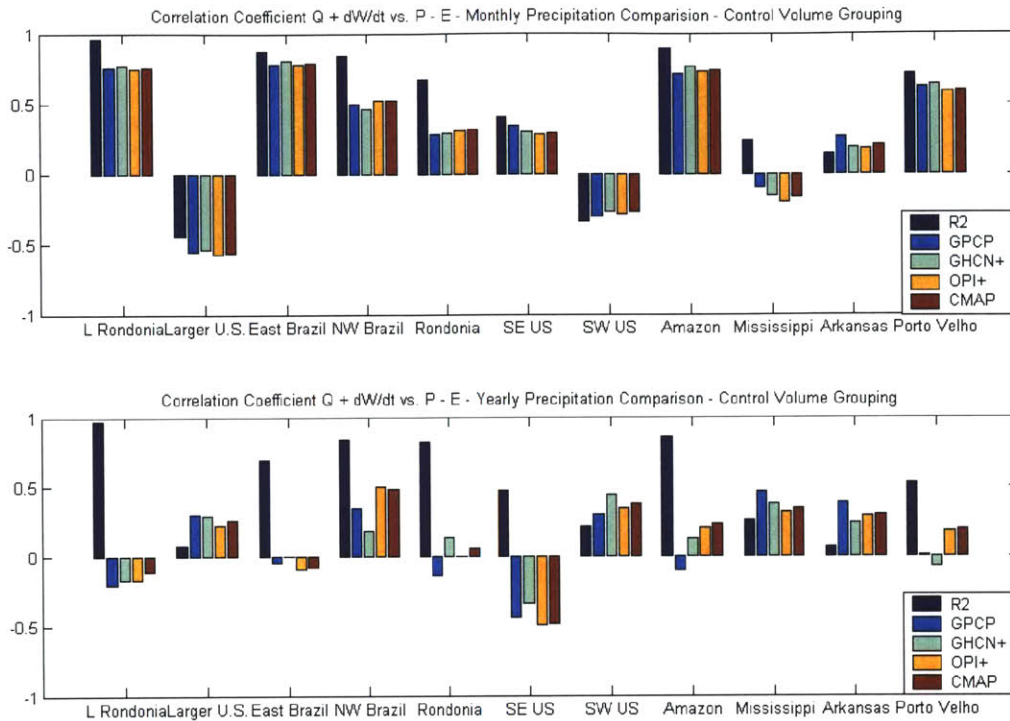 Correlation Coefficient Q + dW/dt vs. P - E - Monthly Precipitation Comparision - Control Volume Grouping
1
0.5
0
-0.5
-1
R2
GPCP
GHCN+
OPI+
CMAP
L Rondonia Larger U.S. East Brazil NW Brazil Rondonia SE US SW US Amazon Mississippi Arkansas Porto Velho
Correlation Coefficient Q + dW/dt vs. P - E - Yearly Precipitation Comparison - Control Volume Grouping
1
0.5
0
-0.5
-1
R2
GPCP
GHCN+
OPI+
CMAP
L Rondonia Larger U.S. East Brazil NW Brazil Rondonia SE US SW US Amazon Mississippi Arkansas Porto Velho